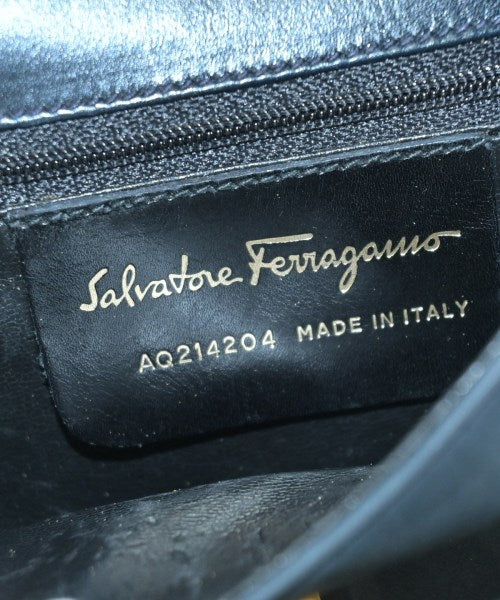 Salvatore Ferragamo
AQ214204 MADE IN ITALY